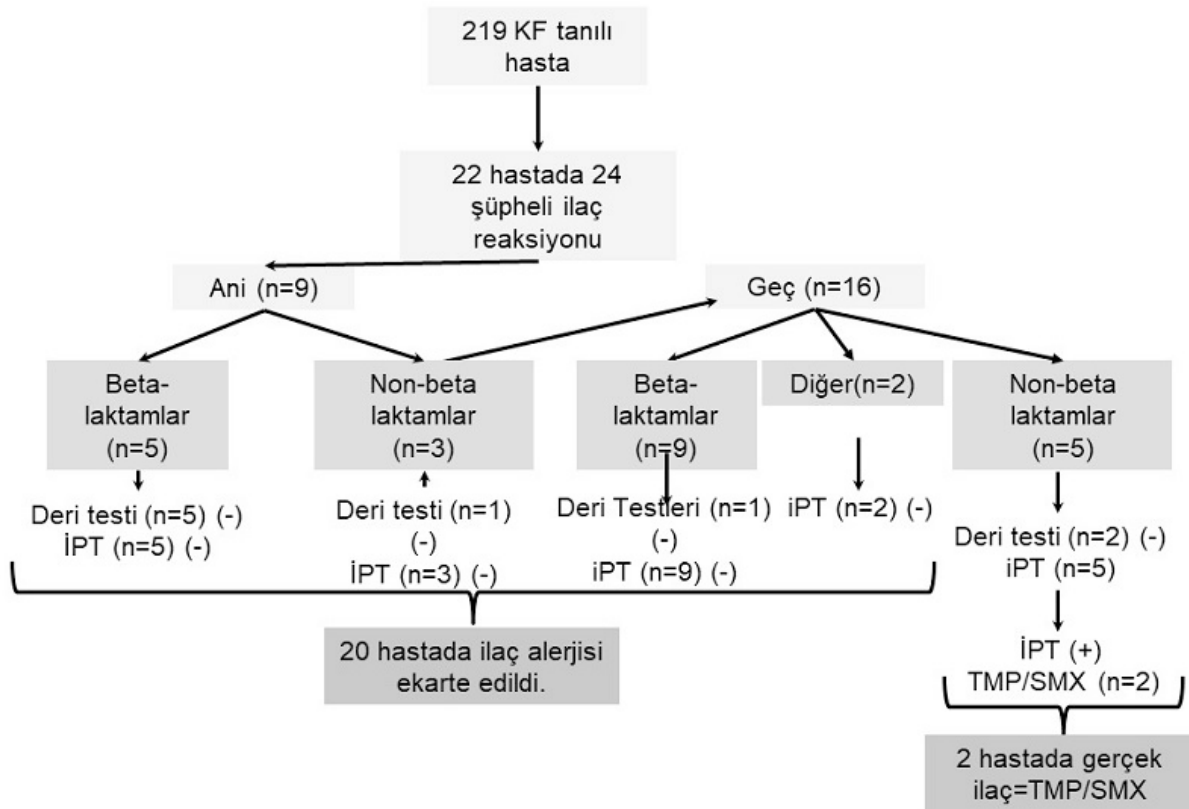 219 KF tanılı
hasta
22 hastada 24
şüpheli ilaç
reaksiyonu
Ani (n=9)
Geç (n=16)
Beta-
laktamlar
(n=5)
Non-beta
laktamlar
(n=3)
Beta-
laktamlar
(n=9)
Diğer(n=2)
Non-beta
laktamlar
(n=5)
Deri testi (n=5) (-)
İPT (n=5) (-)
Deri testi (n=1)
(-)
İPT (n=3) (-)
Deri Testleri (n=1)
(-)
iPT (n=9) (-)
iPT (n=2) (-)
Deri testi (n=2) (-)
iPT (n=5)
İPT (+)
TMP/SMX (n=2)
20 hastada ilaç alerjisi
ekarte edildi.
2 hastada gerçek
ilaç=TMP/SMX